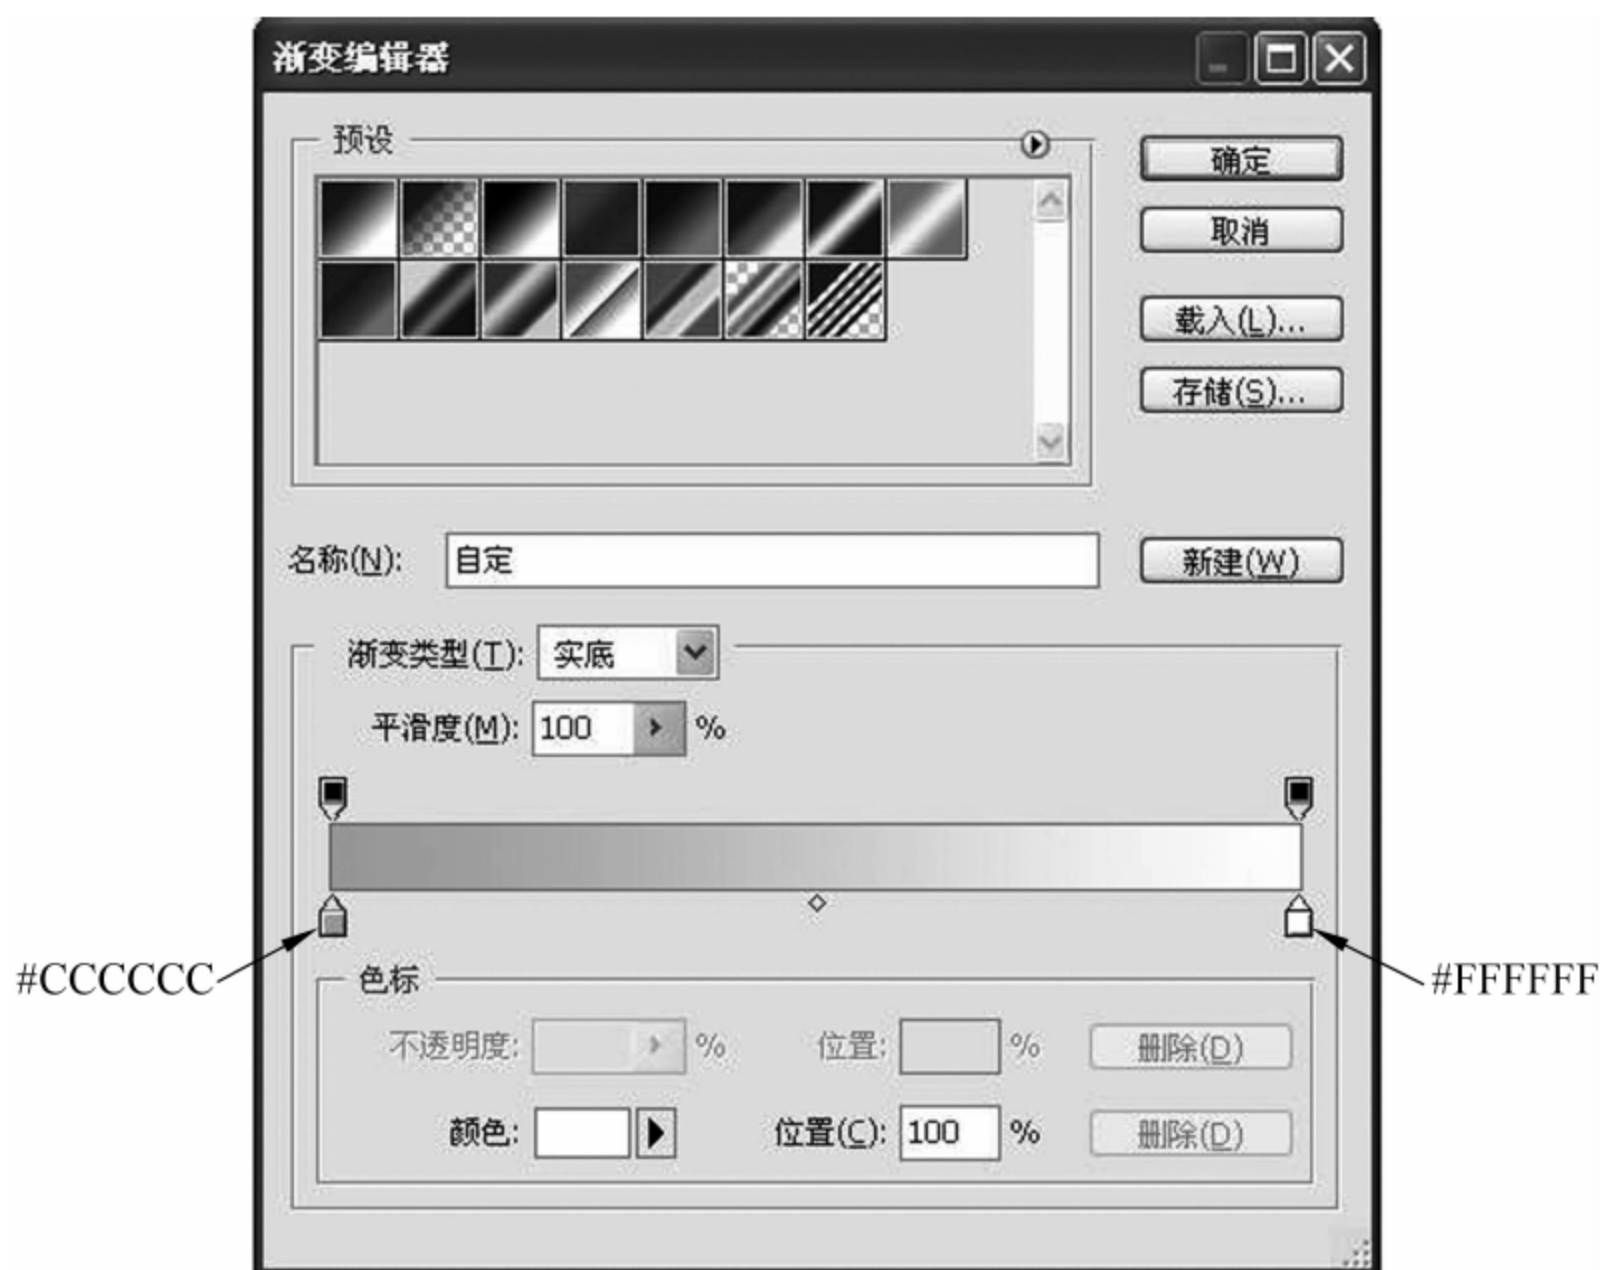 渐变编辑器
预设
确定
取消
载入(L)...
存储(S)...
名称(N): 自定 新建(W)
渐变类型(T): 实底
平滑度(M): 100 %
#CCCCCC #FFFFFF
色标
不透明度: % 位置: % 删除(D)
颜色: 位置(C): 100 % 删除(D)